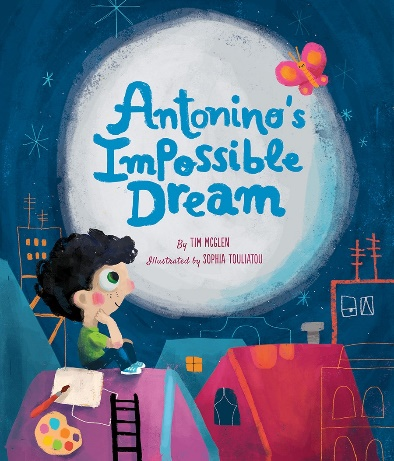 Antonino's
Impossible
Dream
By TIM MCGLEN
Illustrated by SOPHIA TOULIATOU